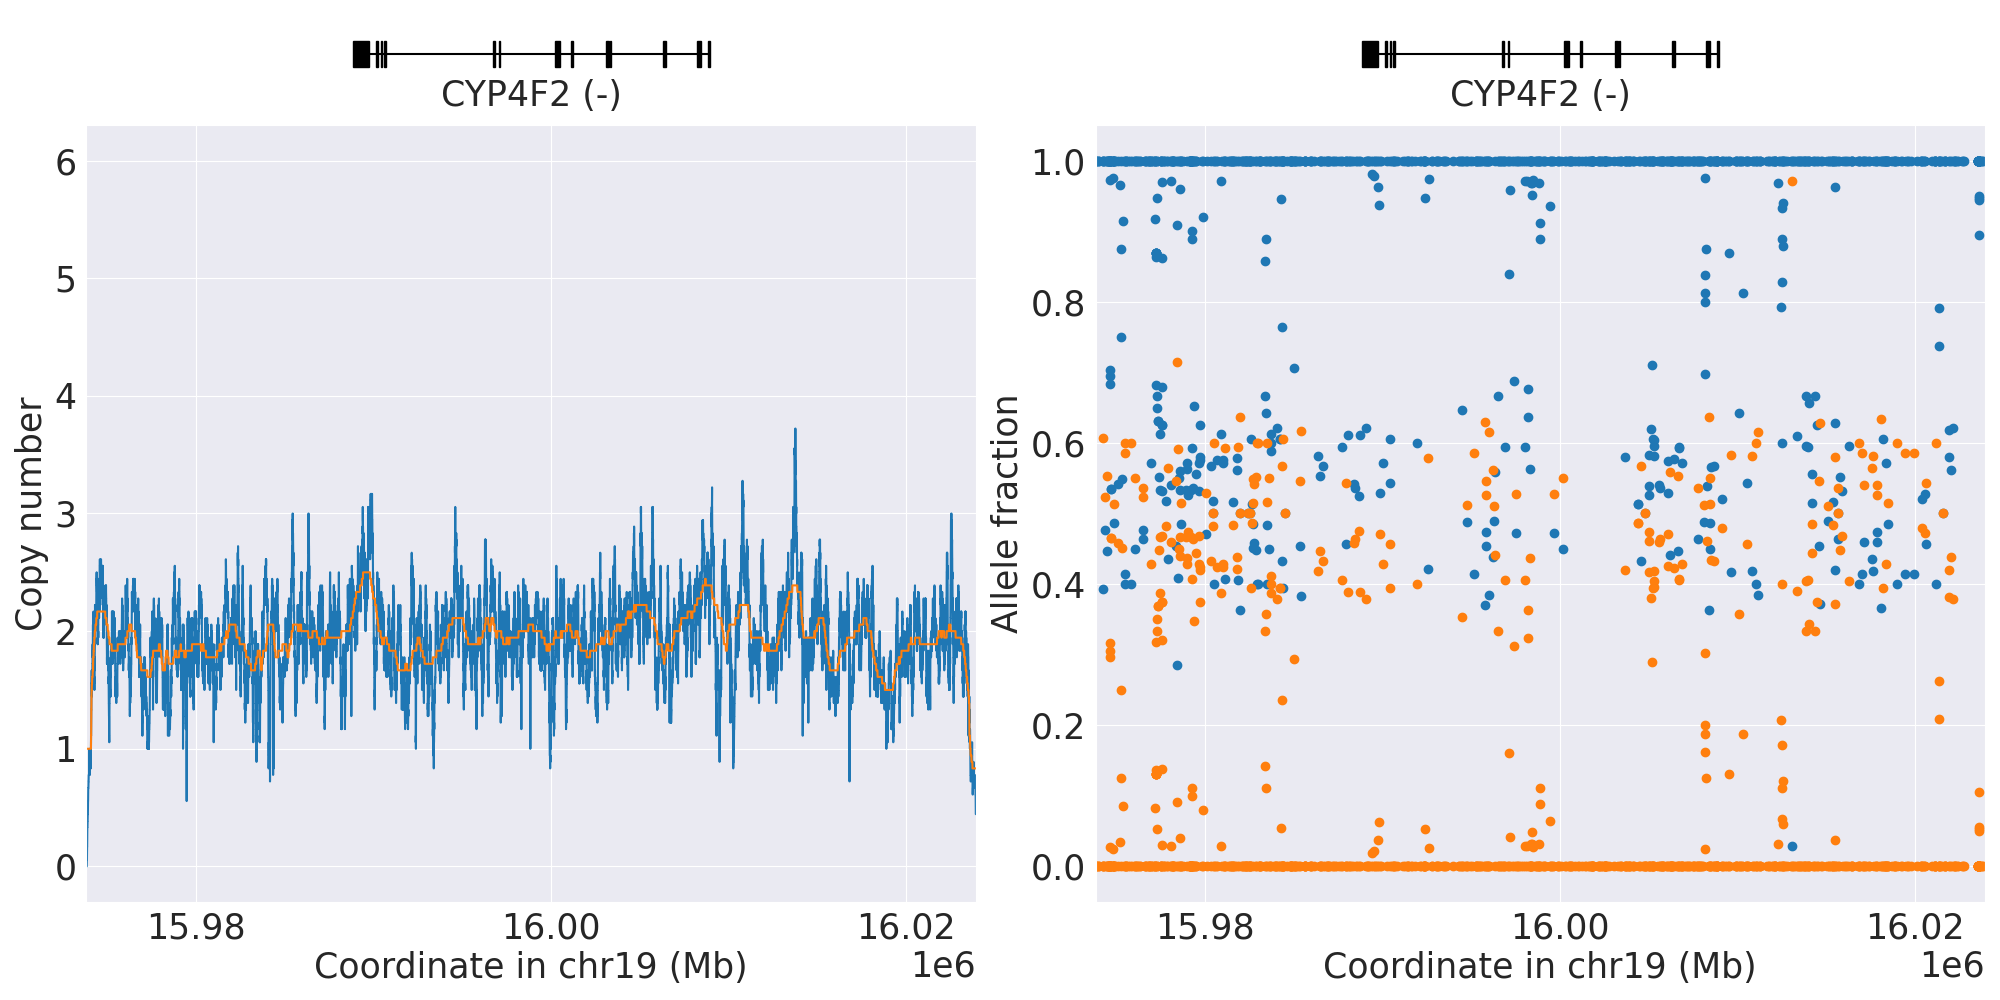 CYP4F2 (-)
CYP4F2 (-)
Copy number
6
5
4
3
2
1
0
15.98
16.00
16.02
Coordinate in chr19 (Mb)
1e6
Allele fraction
1.0
0.8
0.6
0.4
0.2
0.0
15.98
16.00
16.02
Coordinate in chr19 (Mb)
1e6